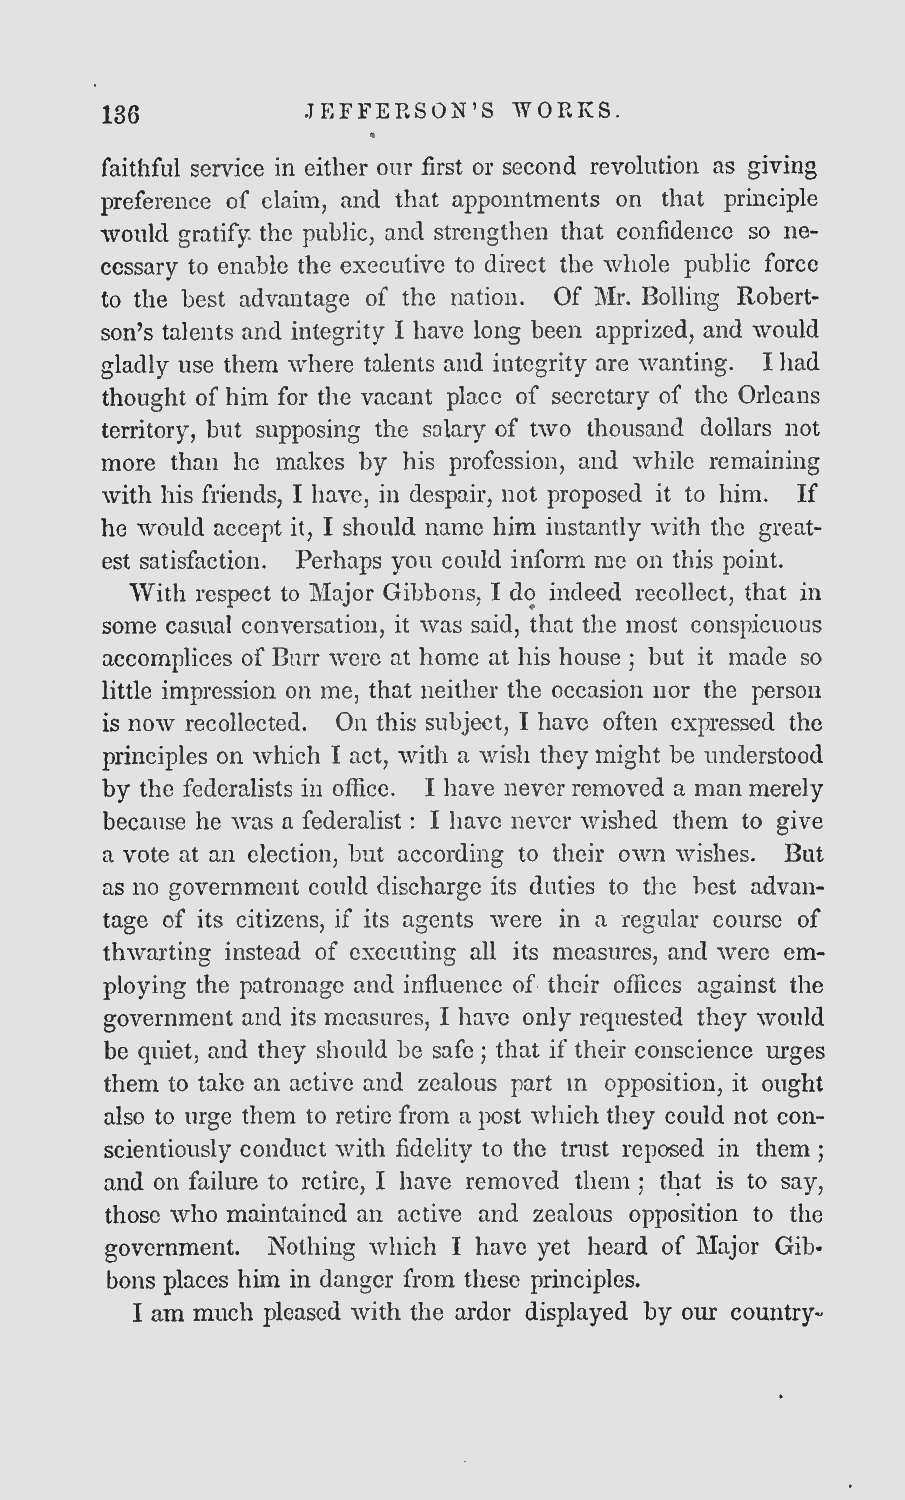 136 JEFFERSON'S WORKS.
faithful service in either our first or second revolution as giving
preference of claim, and that appointments on that principle
would gratify the public, and strengthen that confidence so ne-
cessary to enable the executive to direct the whole public force
to the best advantage of the nation. Of Mr. Bolling Robert-
son's talents and integrity I have long been apprized, and would
gladly use them where talents and integrity are wanting. I had
thought of him for the vacant place of secretary of the Orleans
territory, but supposing the salary of two thousand dollars not
more than he makes by his profession, and while remaining
with his friends, I have, in despair, not proposed it to him. If
he would accept it, I should name him instantly with the great-
est satisfaction. Perhaps you could inform me on this point.
With respect to Major Gibbons, I do indeed recollect, that in
some casual conversation, it was said, that the most conspicuous
accomplices of Burr were at home at his house ; but it made so
little impression on me, that neither the occasion nor the person
is now recollected. On this subject, I have often expressed the
principles on which I act, with a wish they might be understood
by the federalists in office. I have never removed a man merely
because he was a federalist : I have never wished them to give
a vote at an election, but according to their own wishes. But
as no government could discharge its duties to the best advan-
tage of its citizens, if its agents were in a regular course of
thwarting instead of executing all its measures, and were em-
ploying the patronage and influence of their offices against the
government and its measures, I have only requested they would
be quiet, and they should be safe ; that if their conscience urges
them to take an active and zealous part in opposition, it ought
also to urge them to retire from a post which they could not con-
scientiously conduct with fidelity to the trust reposed in them ;
and on failure to retire, I have removed them ; that is to say,
those who maintained an active and zealous opposition to the
government. Nothing which I have yet heard of Major Gib-
bons places him in danger from these principles.
I am much pleased with the ardor displayed by our country-